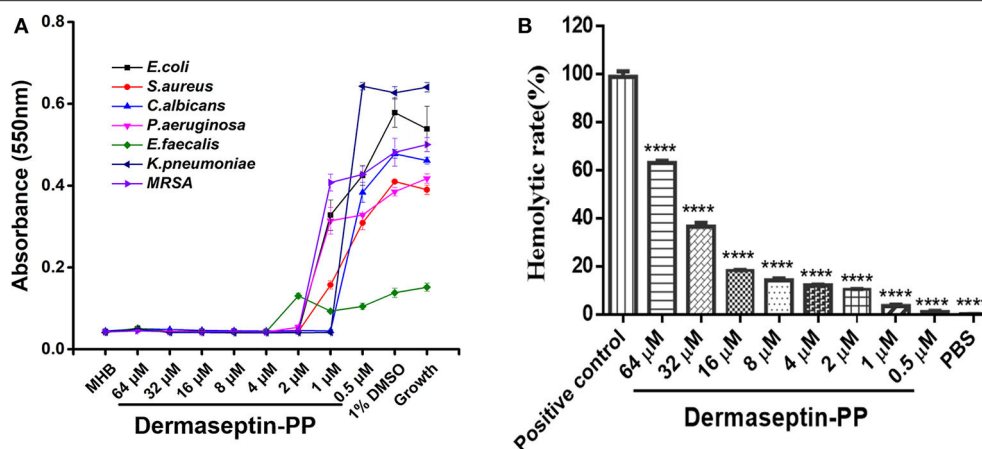 A
Absorbance (550nm)
0.8
0.6
0.4
0.2
0.0
E.coli
S.aureus
C.albicans
P.aeruginosa
E.faecalis
K.pneumoniae
MRSA
MHB
64 µM
32 µM
16 µM
8 µM
4 µM
2 µM
1 µM
0.5 µM
1% DMSO
Growth
Dermaseptin-PP
B
Hemolytic rate(%)
120
100
80
60
40
20
0
****
****
****
****
****
****
****
****
****
Positive control
64 µM
32 µM
16 µM
8 µM
4 µM
2 µM
1 µM
0.5 µM
PBS
Dermaseptin-PP